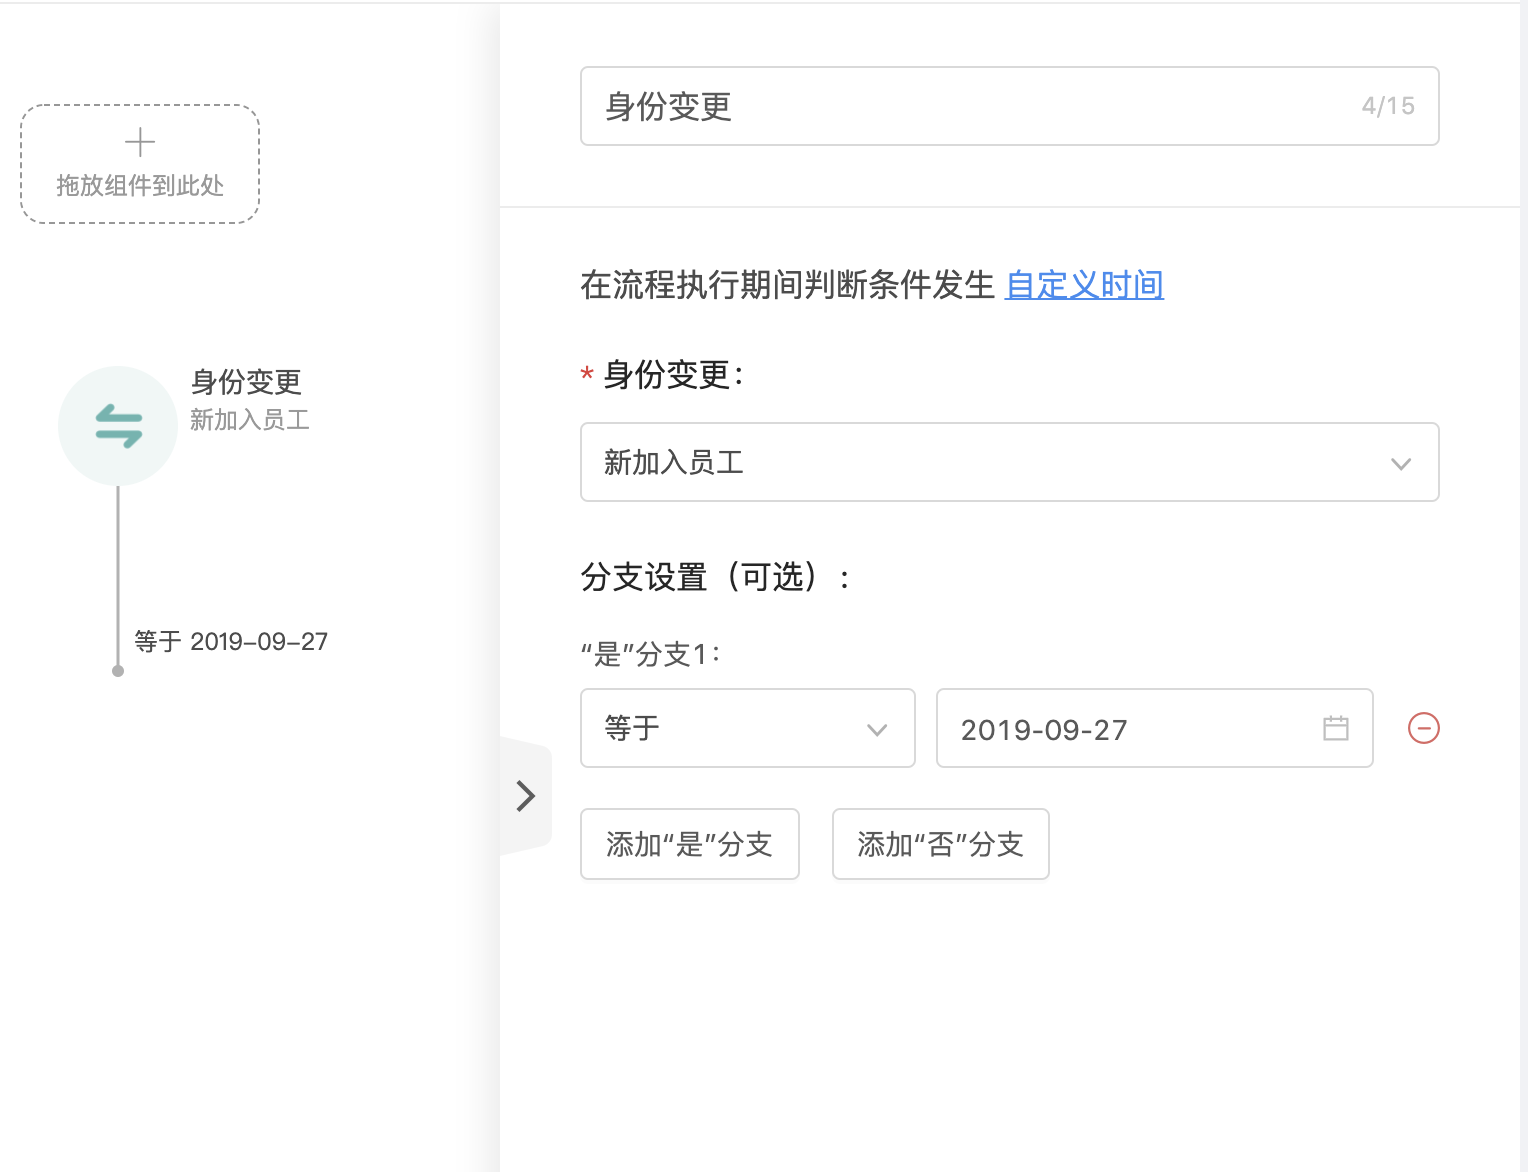 拖放组件到此处
身份变更
新加入员工
等于 2019-09-27
身份变更
4/15
在流程执行期间判断条件发生 自定义时间
* 身份变更：
新加入员工
分支设置（可选）：
“是”分支1：
等于
2019-09-27
添加“是”分支
添加“否”分支